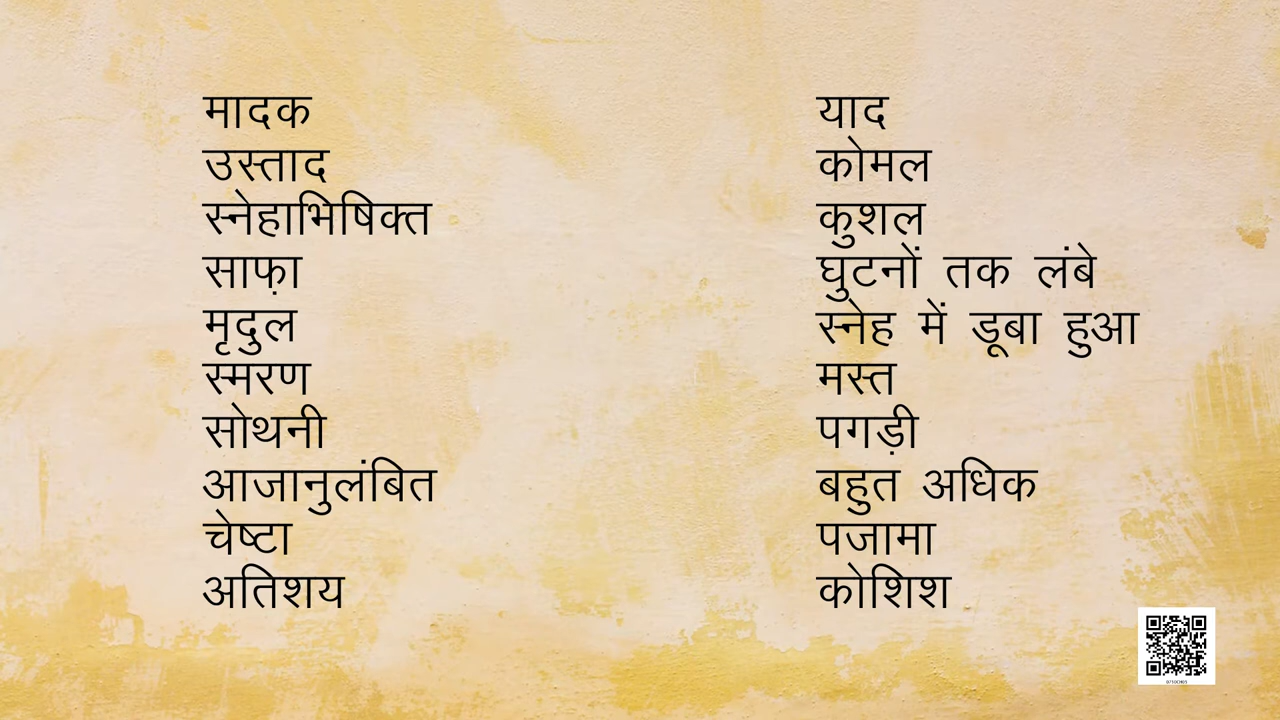 मादक
उस्ताद
स्नेहाभिषिक्त
साफ़ा
मृदुल
स्मरण
सोथनी
आजानुलंबित
चेष्टा
अतिशय
याद
कोमल
कुशल
घुटनों तक लंबे
स्नेह में डूबा हुआ
मस्त
पगड़ी
बहुत अधिक
पजामा
कोशिश